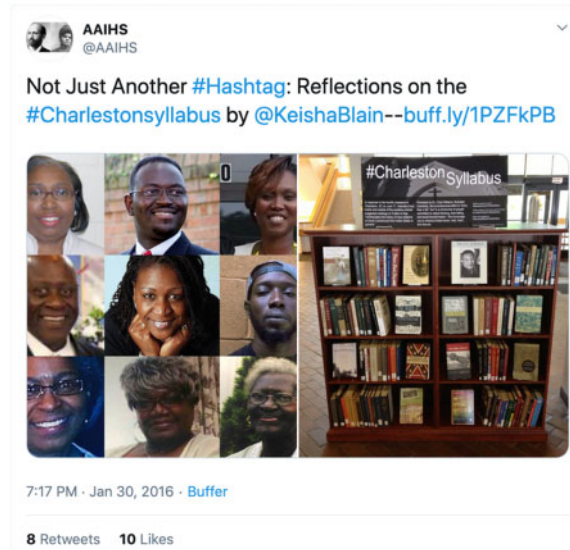 AAIHS
@AAIHS
Not Just Another #Hashtag: Reflections on the
#Charlestonsyllabus by @KeishaBlain--buff.ly/1PZFkPB
#Charleston Syllabus
7:17 PM · Jan 30, 2016 · Buffer
8 Retweets 10 Likes